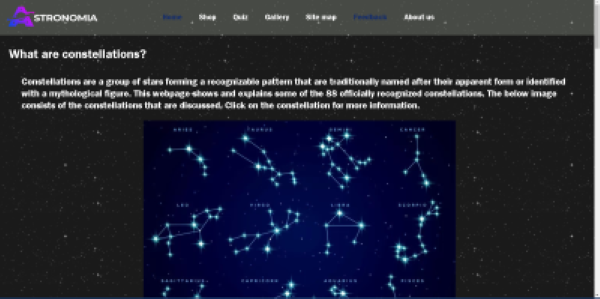 ASTRONOMIA
Home Shop Quiz Gallery Site map Feedback About us
What are constellations?
Constellations are a group of stars forming a recognizable pattern that are traditionally named after their apparent form or identified
with a mythological figure. This webpage shows and explains some of the 88 officially recognized constellations. The below image
consists of the constellations that are discussed. Click on the constellation for more information.
ARIES TAURUS GEMINI CANCER
LEO VIRGO LIBRA SCORPIO
SAGITTARIUS CAPRICORN AQUARIUS PISCES